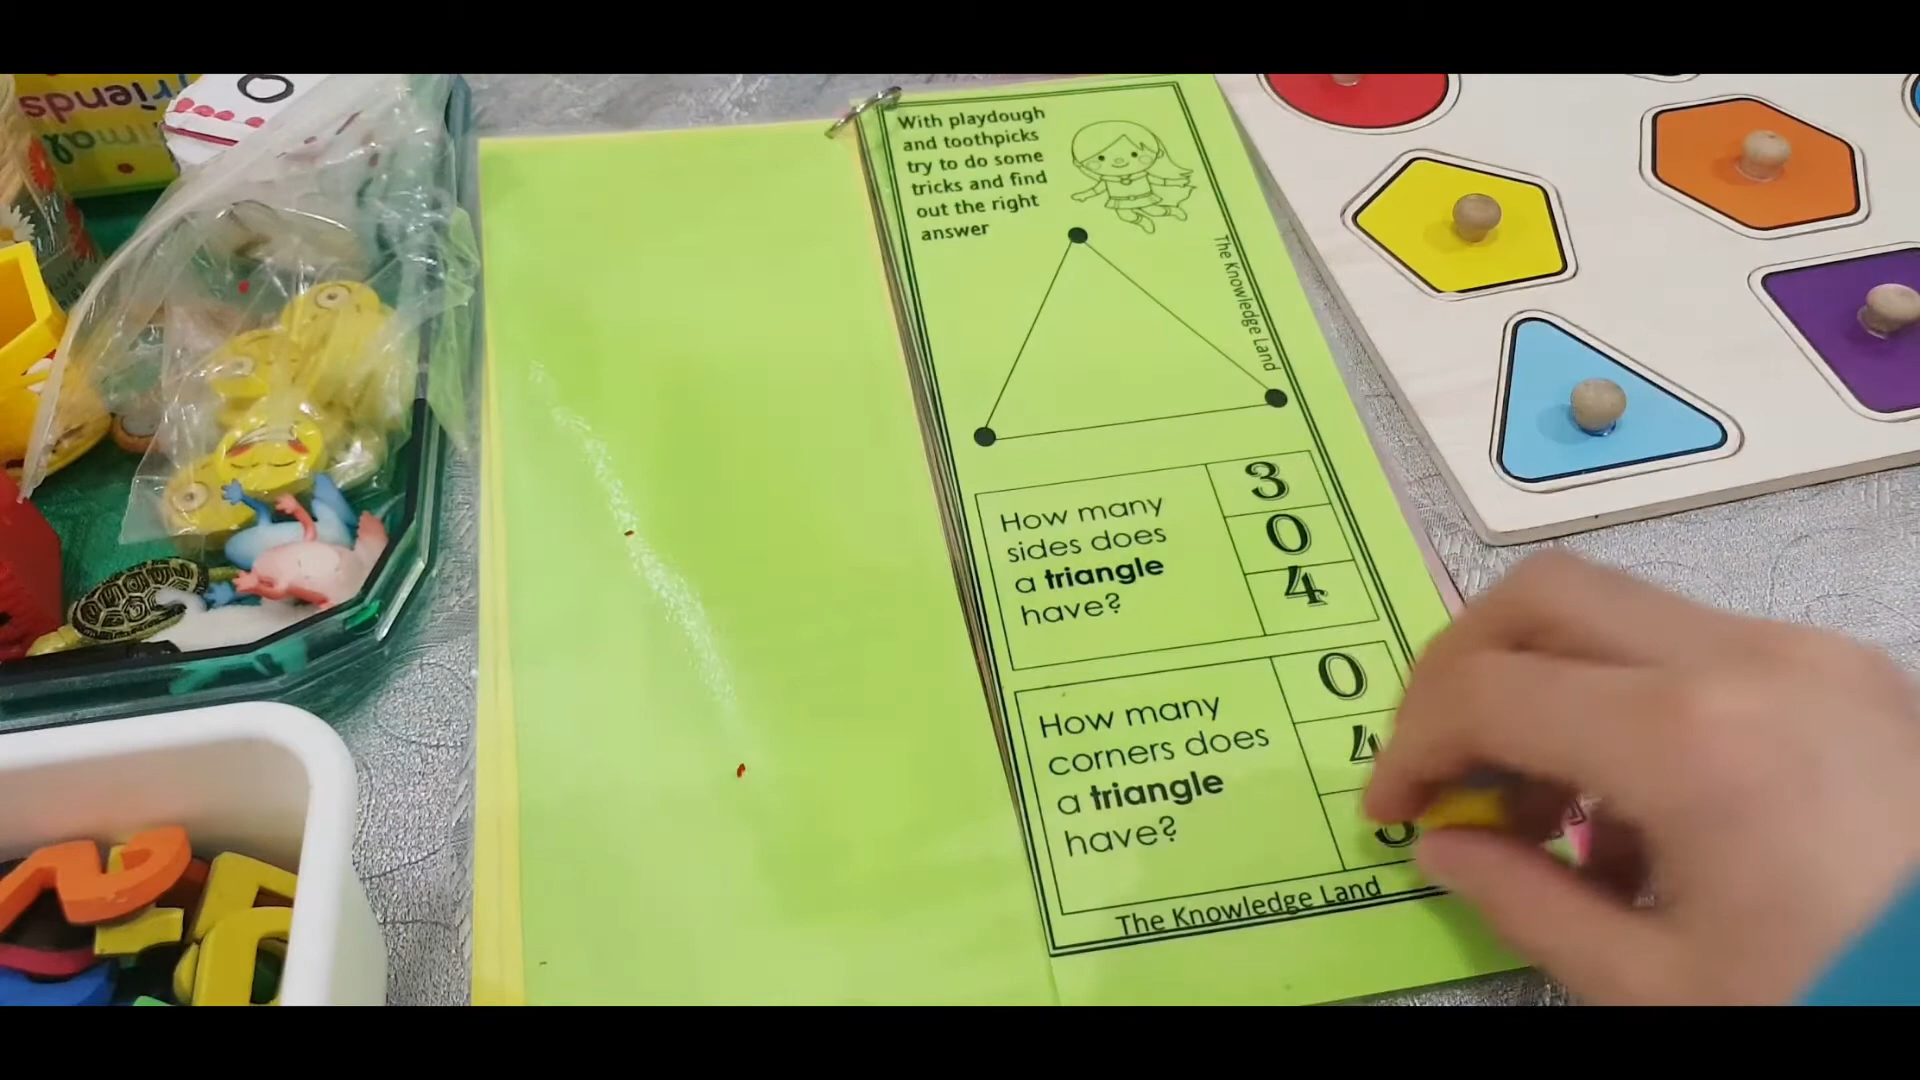 friends
With playdough
and toothpicks
try to do some
tricks and find
out the right
answer
The Knowledge Land
How many
sides does
a triangle
have?
3
0
4
How many
corners does
a triangle
have?
0
4
3
The Knowledge Land